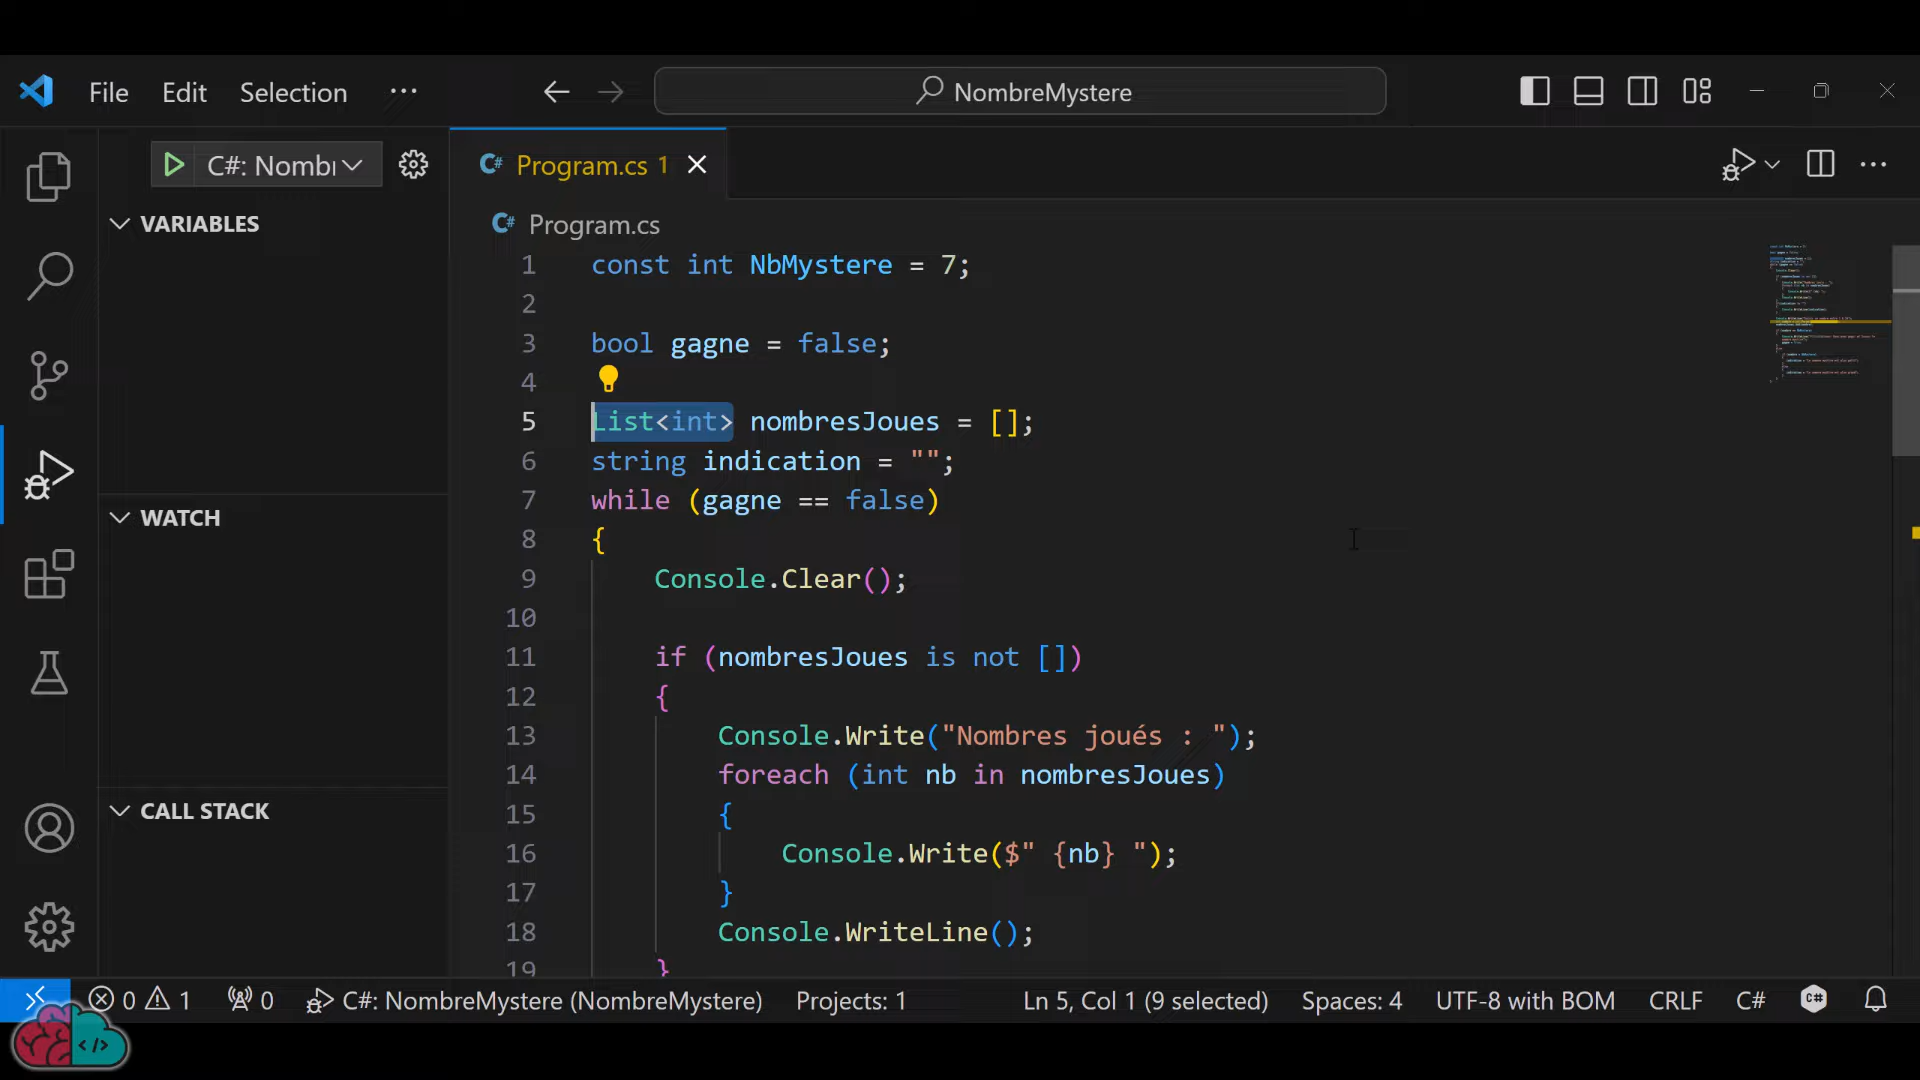 File Edit Selection ···
NombreMystere
C#: Nombr
VARIABLES
WATCH
CALL STACK
Program.cs 1
Program.cs
1 const int NbMystere = 7;
2
3 bool gagne = false;
4
5 List<int> nombresJoues = [];
6 string indication = "";
7 while (gagne == false)
8 {
9 Console.Clear();
10
11 if (nombresJoues is not [])
12 {
13 Console.Write("Nombres joués : ");
14 foreach (int nb in nombresJoues)
15 {
16 Console.Write($" {nb} ");
17 }
18 Console.WriteLine();
19 }
0 1 0 C#: NombreMystere (NombreMystere) Projects: 1 Ln 5, Col 1 (9 selected) Spaces: 4 UTF-8 with BOM CRLF C#
</>